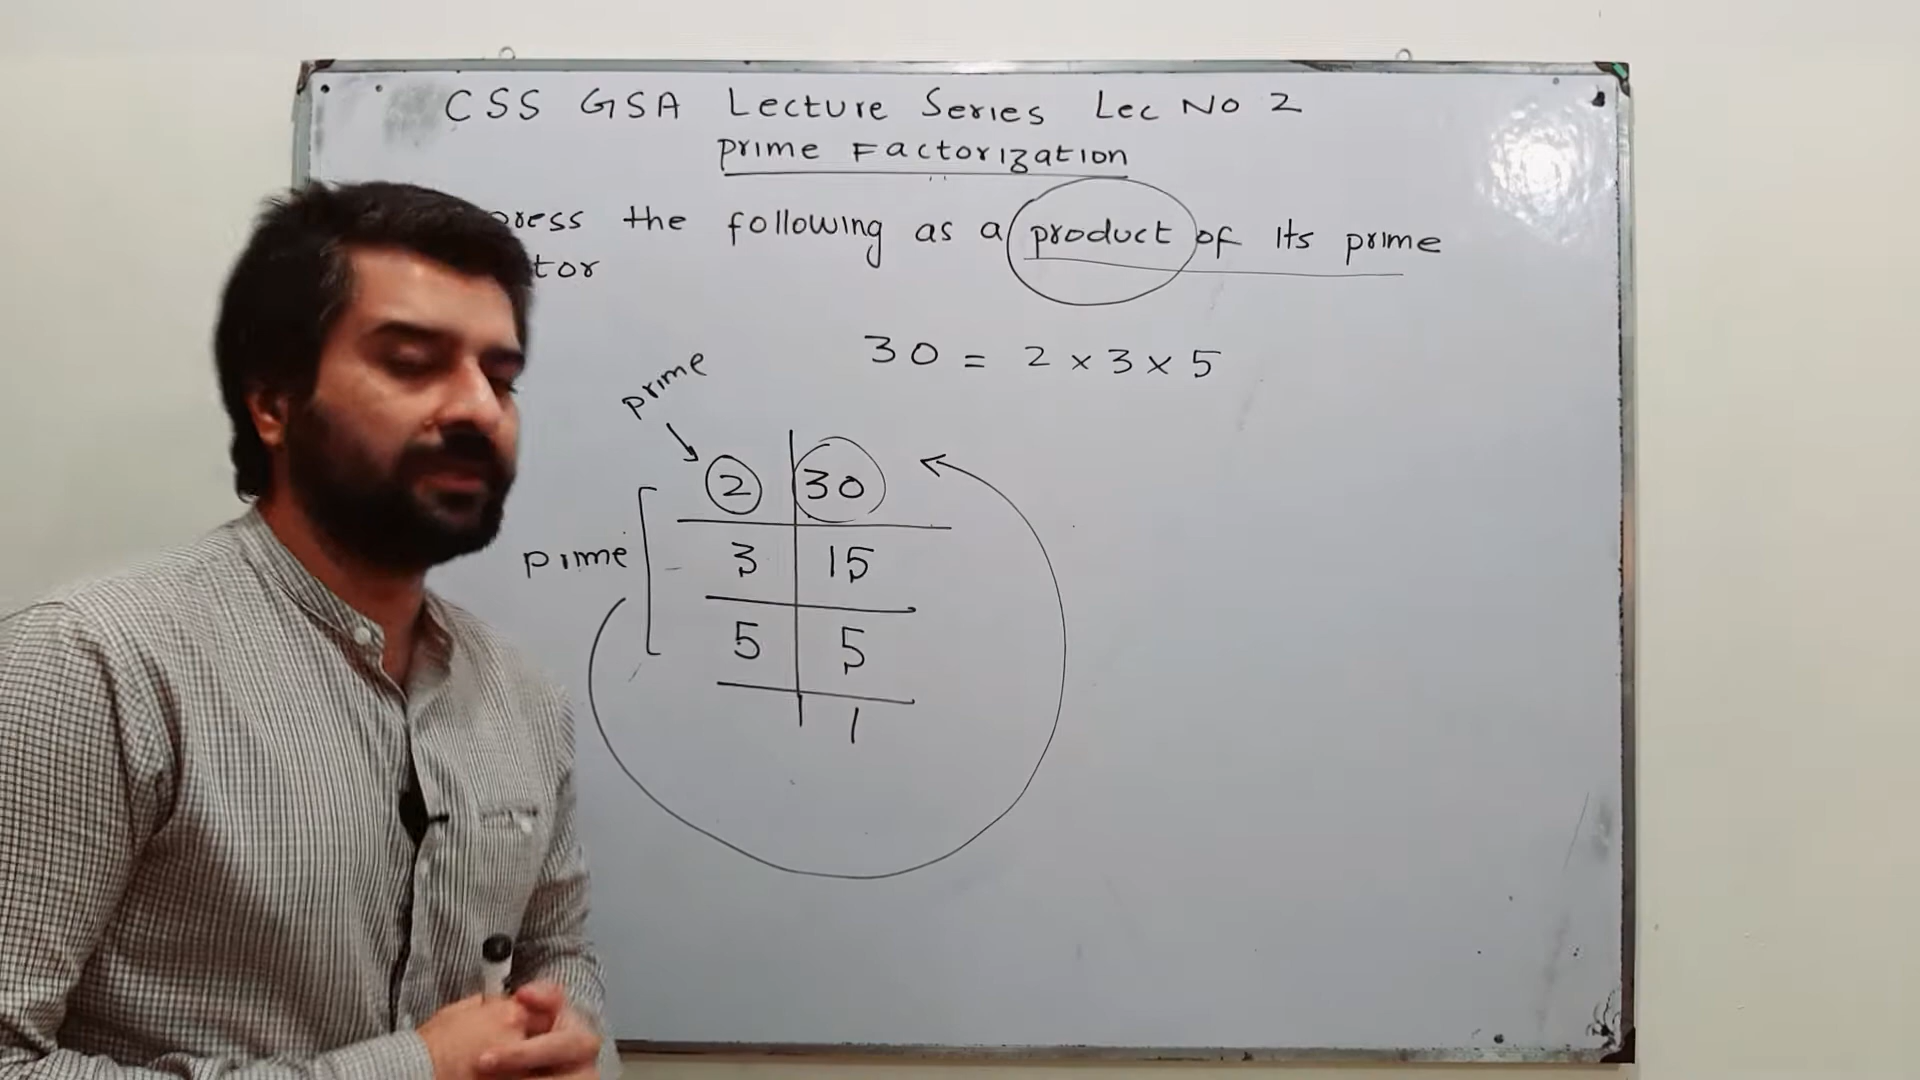 CSS GSA Lecture Series Lec No 2
Prime Factorization
press the following as a product of its prime
tor
30 = 2 × 3 × 5
prime
2 30
3 15
prime
5 5
1